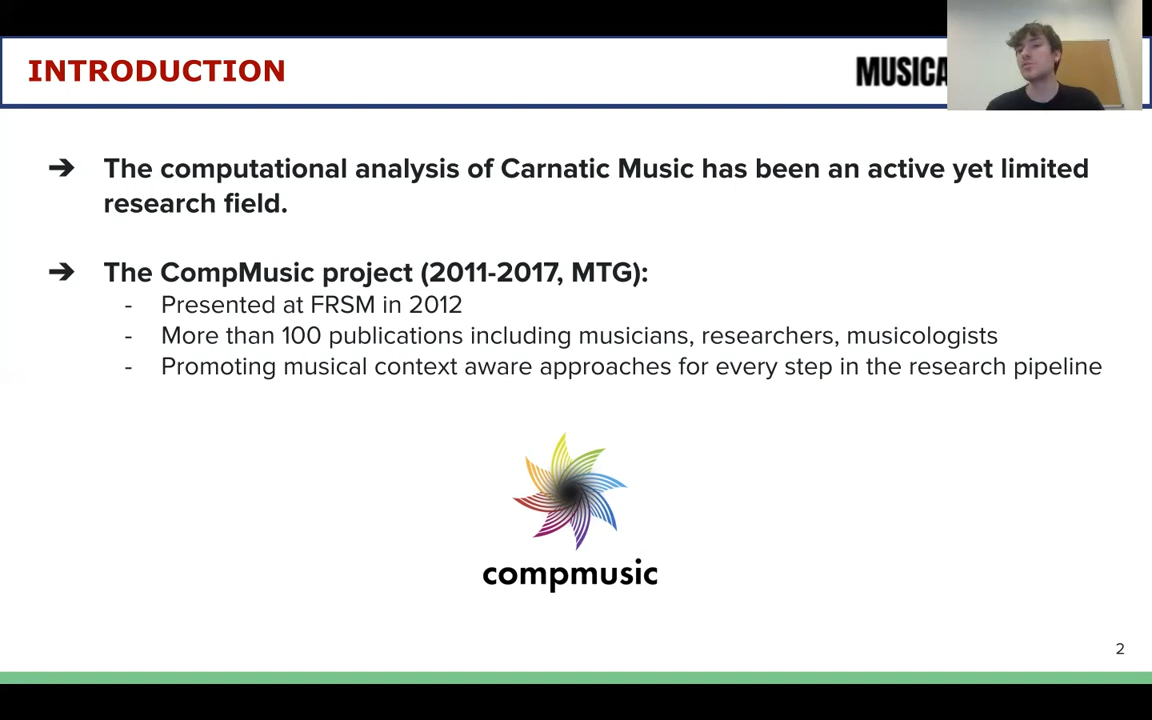 INTRODUCTION
MUSICA
➔ The computational analysis of Carnatic Music has been an active yet limited
research field.
➔ The CompMusic project (2011-2017, MTG):
- Presented at FRSM in 2012
- More than 100 publications including musicians, researchers, musicologists
- Promoting musical context aware approaches for every step in the research pipeline
compmusic
2